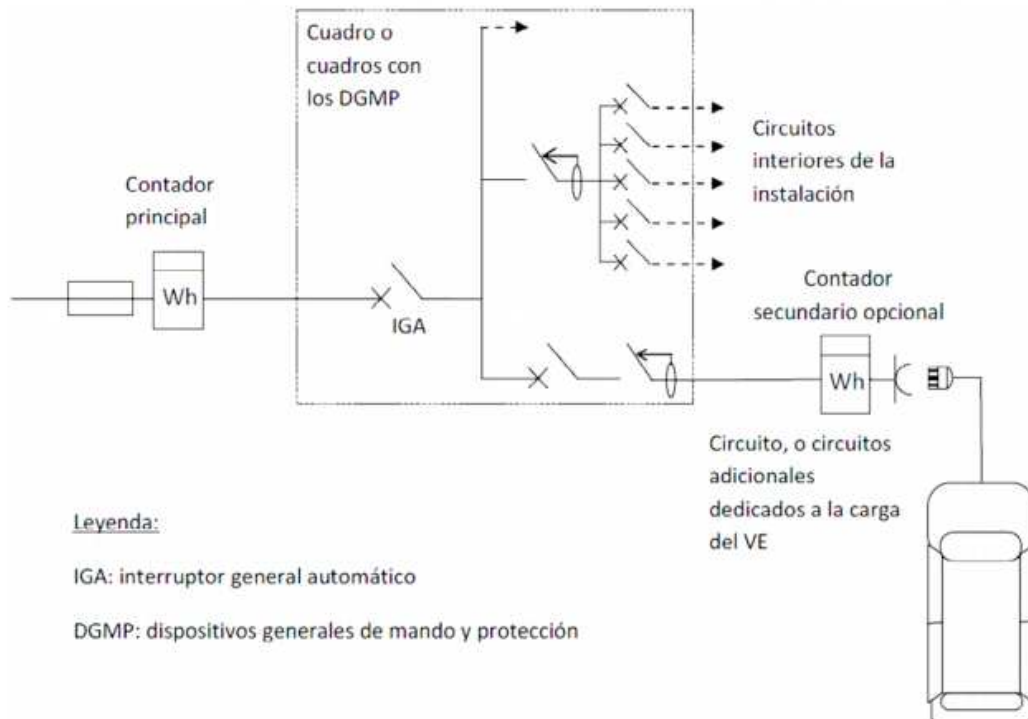 Cuadro o
cuadros con
los DGMP
Circuitos
interiores de la
instalación
Contador
principal
Wh
IGA
Contador
secundario opcional
Wh
Circuito, o circuitos
adicionales
dedicados a la carga
del VE
Leyenda:
IGA: interruptor general automático
DGMP: dispositivos generales de mando y protección